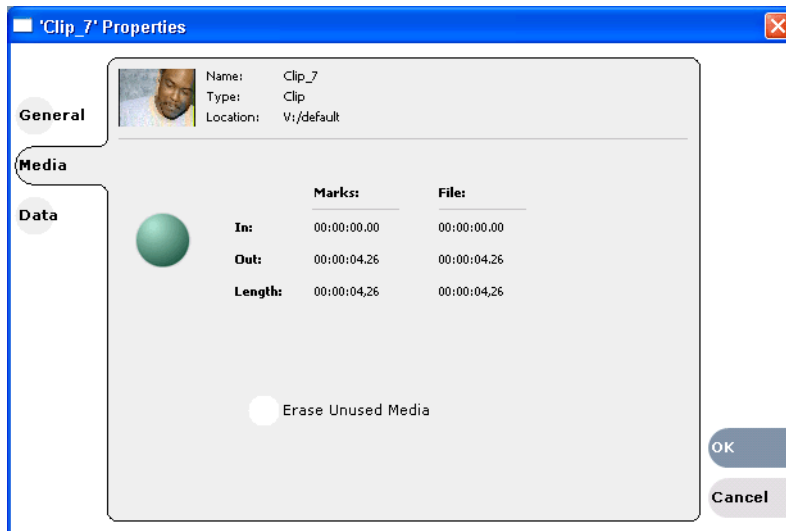 'Clip_7' Properties
Name: Clip_7
Type: Clip
Location: V:/default
General
Media
Data
Marks: File:
In: 00:00:00.00 00:00:00.00
Out: 00:00:04.26 00:00:04.26
Length: 00:00:04,26 00:00:04,26
Erase Unused Media
OK
Cancel